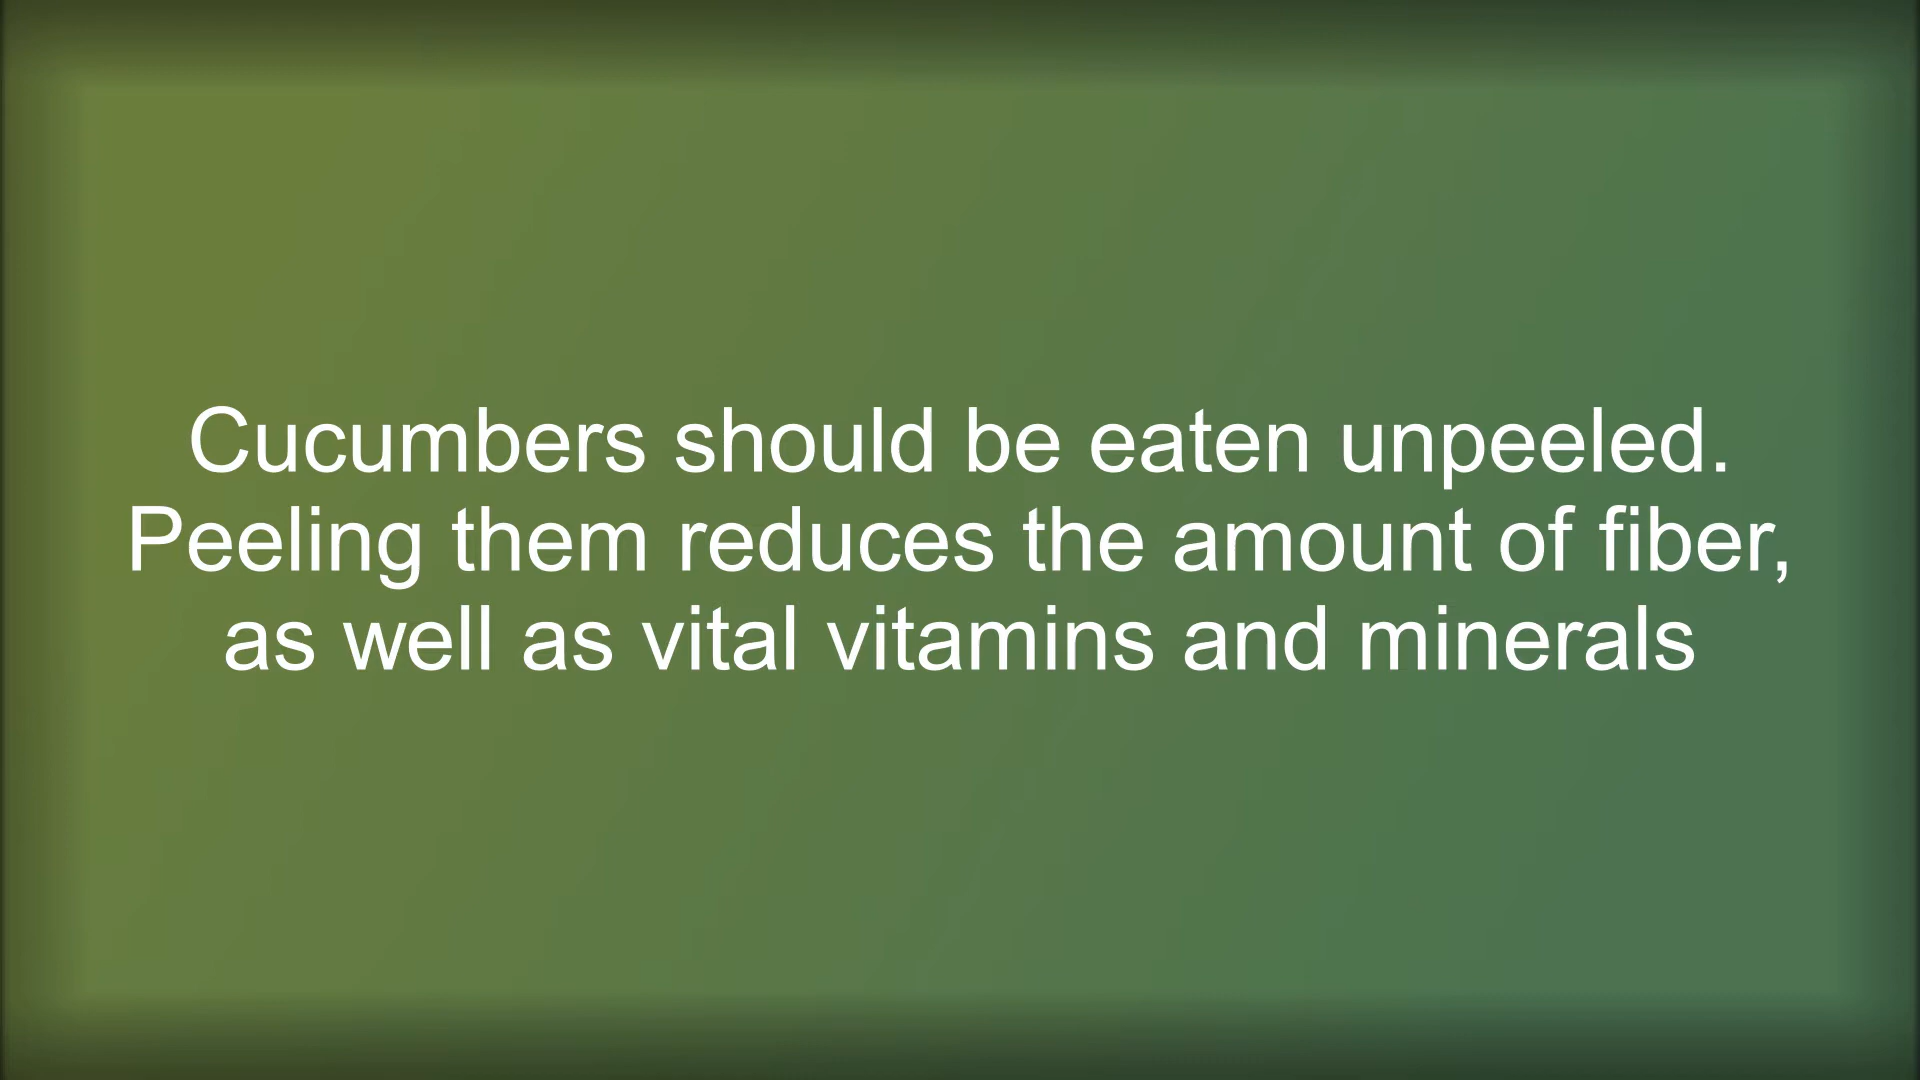 Cucumbers should be eaten unpeeled.
Peeling them reduces the amount of fiber,
as well as vital vitamins and minerals